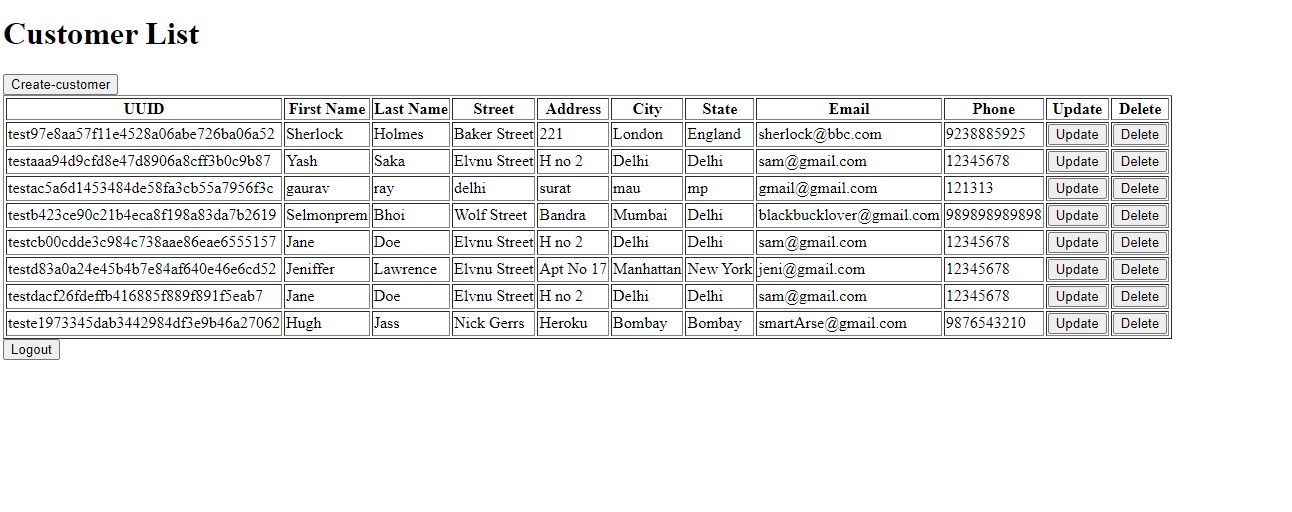 Customer List
Create-customer
UUID First Name Last Name Street Address City State Email Phone Update Delete
test97e8aa57f11e4528a06abe726ba06a52 Sherlock Holmes Baker Street 221 London England sherlock@bbc.com 9238885925 Update Delete
testaaa94d9cfd8e47d8906a8cff3b0c9b87 Yash Saka Elvnu Street H no 2 Delhi Delhi sam@gmail.com 12345678 Update Delete
testac5a6d1453484de58fa3cb55a7956f3c gaurav ray delhi surat mau mp gmail@gmail.com 121313 Update Delete
testb423ce90c21b4eca8f198a83da7b2619 Selmonprem Bhoi Wolf Street Bandra Mumbai Delhi blackbucklover@gmail.com 989898989898 Update Delete
testcb00cdde3c984c738aae86eae6555157 Jane Doe Elvnu Street H no 2 Delhi Delhi sam@gmail.com 12345678 Update Delete
testd83a0a24e45b4b7e84af640e46e6cd52 Jeniffer Lawrence Elvnu Street Apt No 17 Manhattan New York jeni@gmail.com 12345678 Update Delete
testdacf26fdeffb416885f889f891f5eab7 Jane Doe Elvnu Street H no 2 Delhi Delhi sam@gmail.com 12345678 Update Delete
teste1973345dab3442984df3e9b46a27062 Hugh Jass Nick Gerrs Heroku Bombay Bombay smartArse@gmail.com 9876543210 Update Delete
Logout